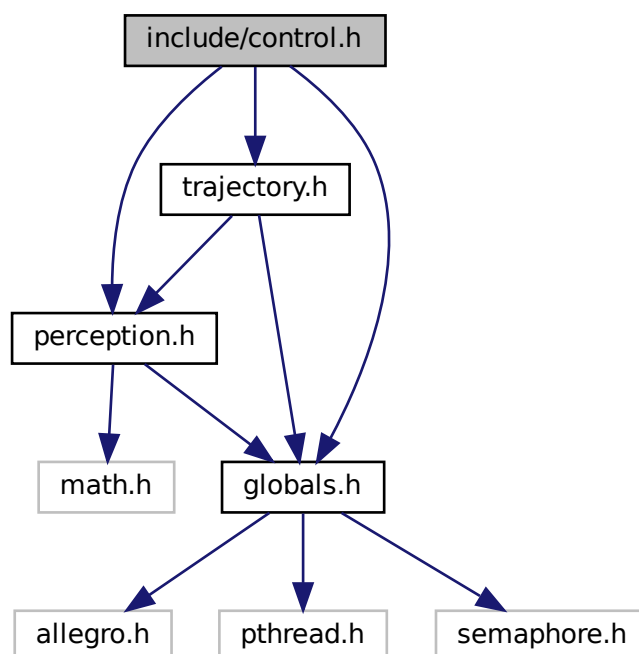 include/control.h
trajectory.h
perception.h
math.h
globals.h
allegro.h
pthread.h
semaphore.h